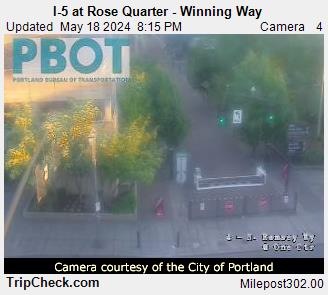 I-5 at Rose Quarter - Winning Way
Updated May 18 2024 8:15 PM Camera 4
PBOT
PORTLAND BUREAU OF TRANSPORTATION
Camera courtesy of the City of Portland
TripCheck.com Milepost302.00